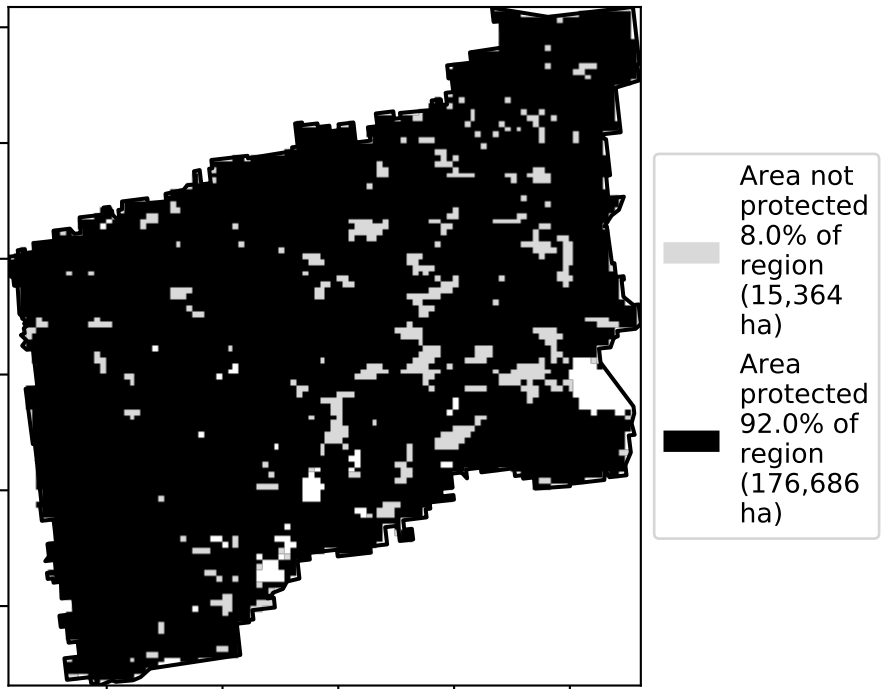 Area not
protected
8.0% of
region
(15,364
ha)
Area
protected
92.0% of
region
(176,686
ha)